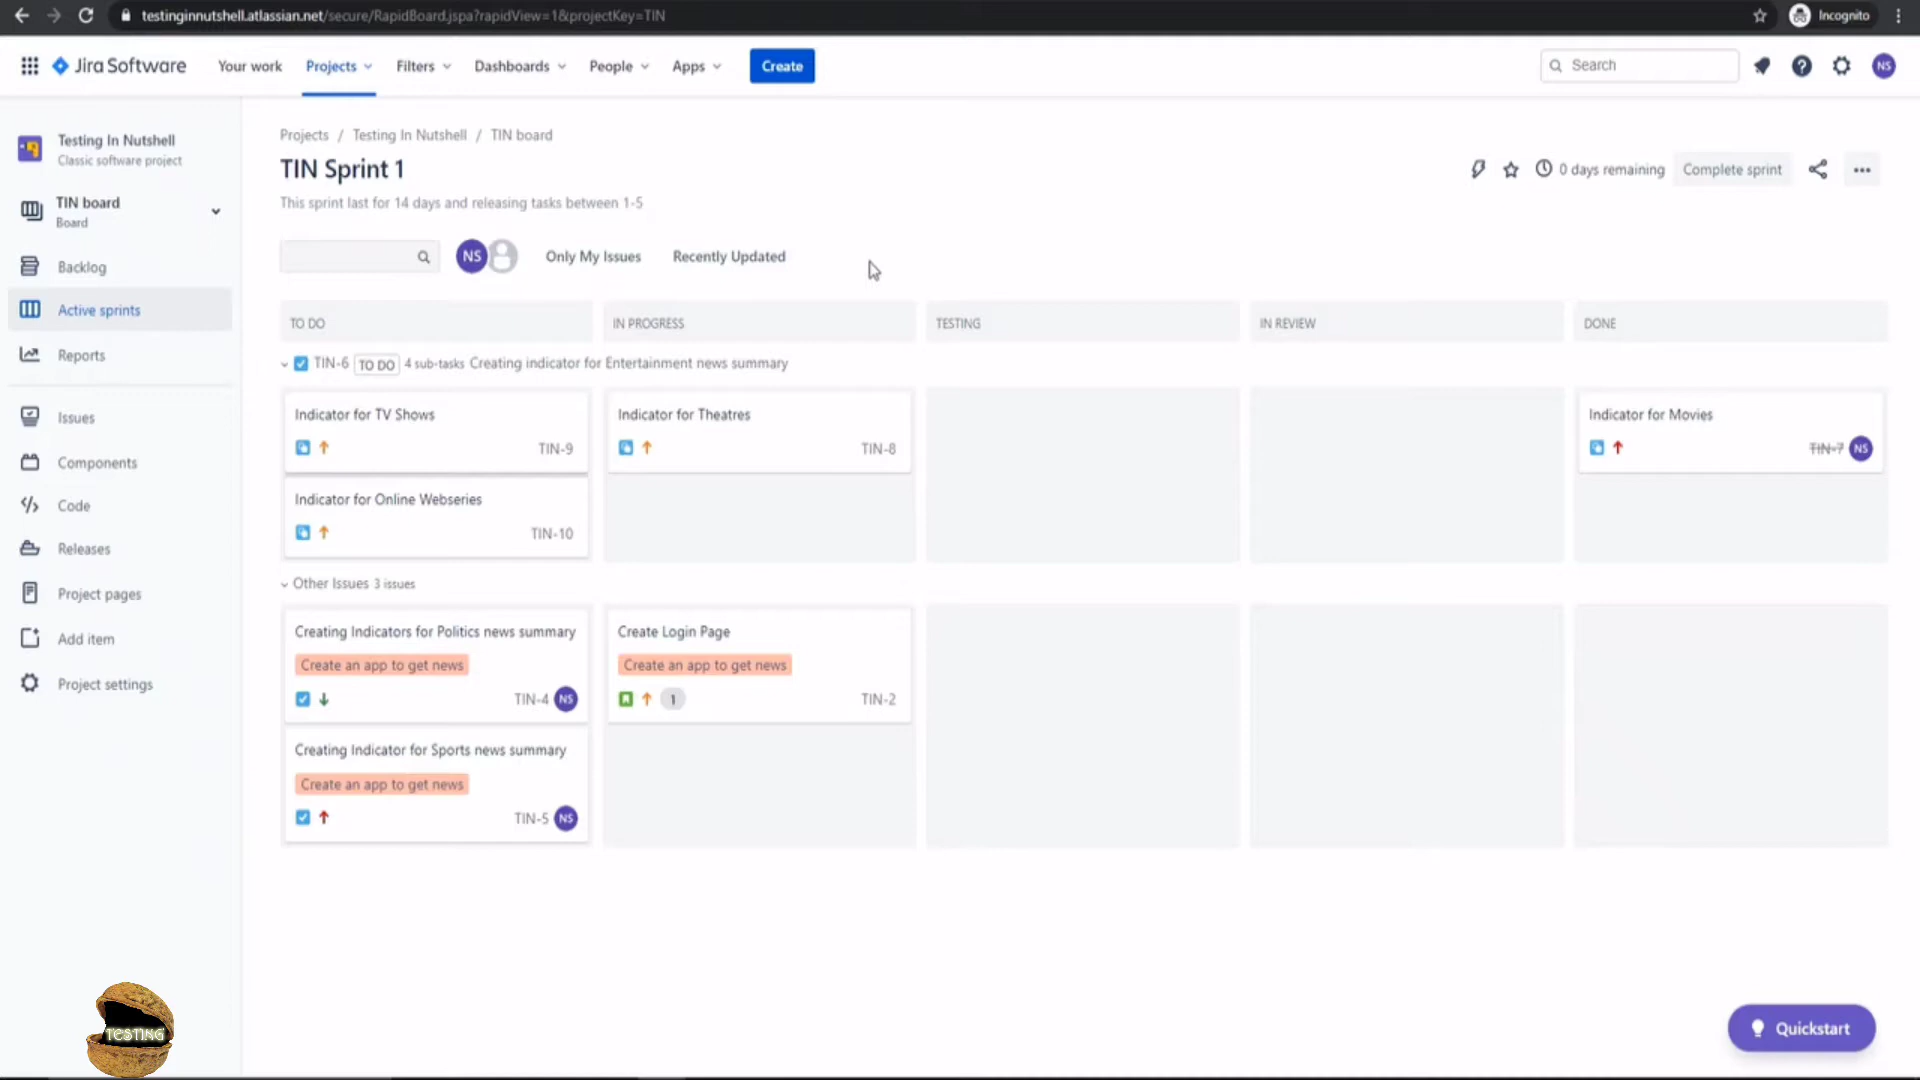 testinginnutshell.atlassian.net/secure/RapidBoard.jspa?rapidView=1&projectKey=TIN
Incognito
Jira Software
Your work
Projects
Filters
Dashboards
People
Apps
Create
Search
NS
Testing In Nutshell
Classic software project
TIN board
Board
Backlog
Active sprints
Reports
Issues
Components
Code
Releases
Project pages
Add item
Project settings
Projects / Testing In Nutshell / TIN board
TIN Sprint 1
This sprint last for 14 days and releasing tasks between 1-5
0 days remaining
Complete sprint
NS
Only My Issues
Recently Updated
TO DO
IN PROGRESS
TESTING
IN REVIEW
DONE
TIN-6 TO DO 4 sub-tasks Creating indicator for Entertainment news summary
Indicator for TV Shows
TIN-9
Indicator for Online Webseries
TIN-10
Indicator for Theatres
TIN-8
Indicator for Movies
TIN-7 NS
Other Issues 3 issues
Creating Indicators for Politics news summary
Create an app to get news
TIN-4 NS
Creating Indicator for Sports news summary
Create an app to get news
TIN-5 NS
Create Login Page
Create an app to get news
1 TIN-2
TESTING
Quickstart